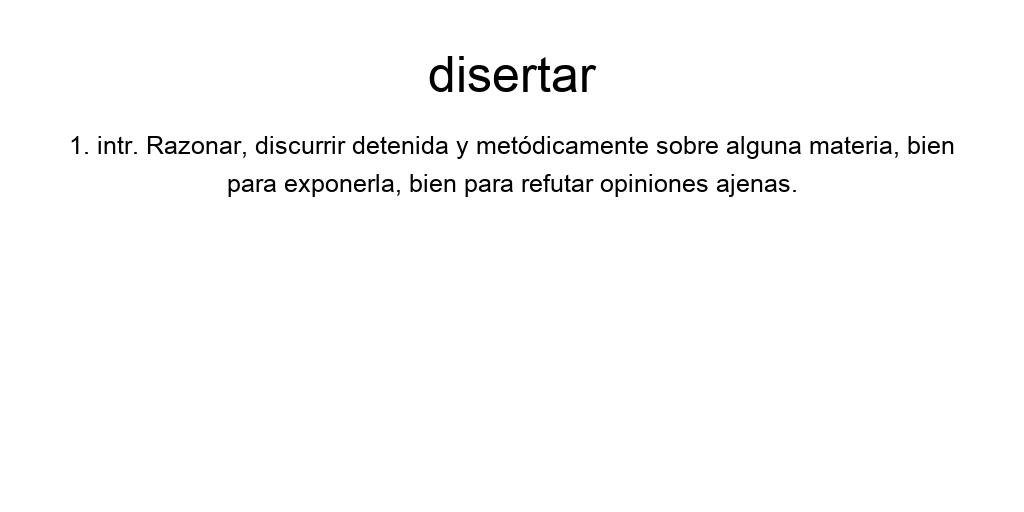 disertar
1. intr. Razonar, discurrir detenida y metódicamente sobre alguna materia, bien
para exponerla, bien para refutar opiniones ajenas.